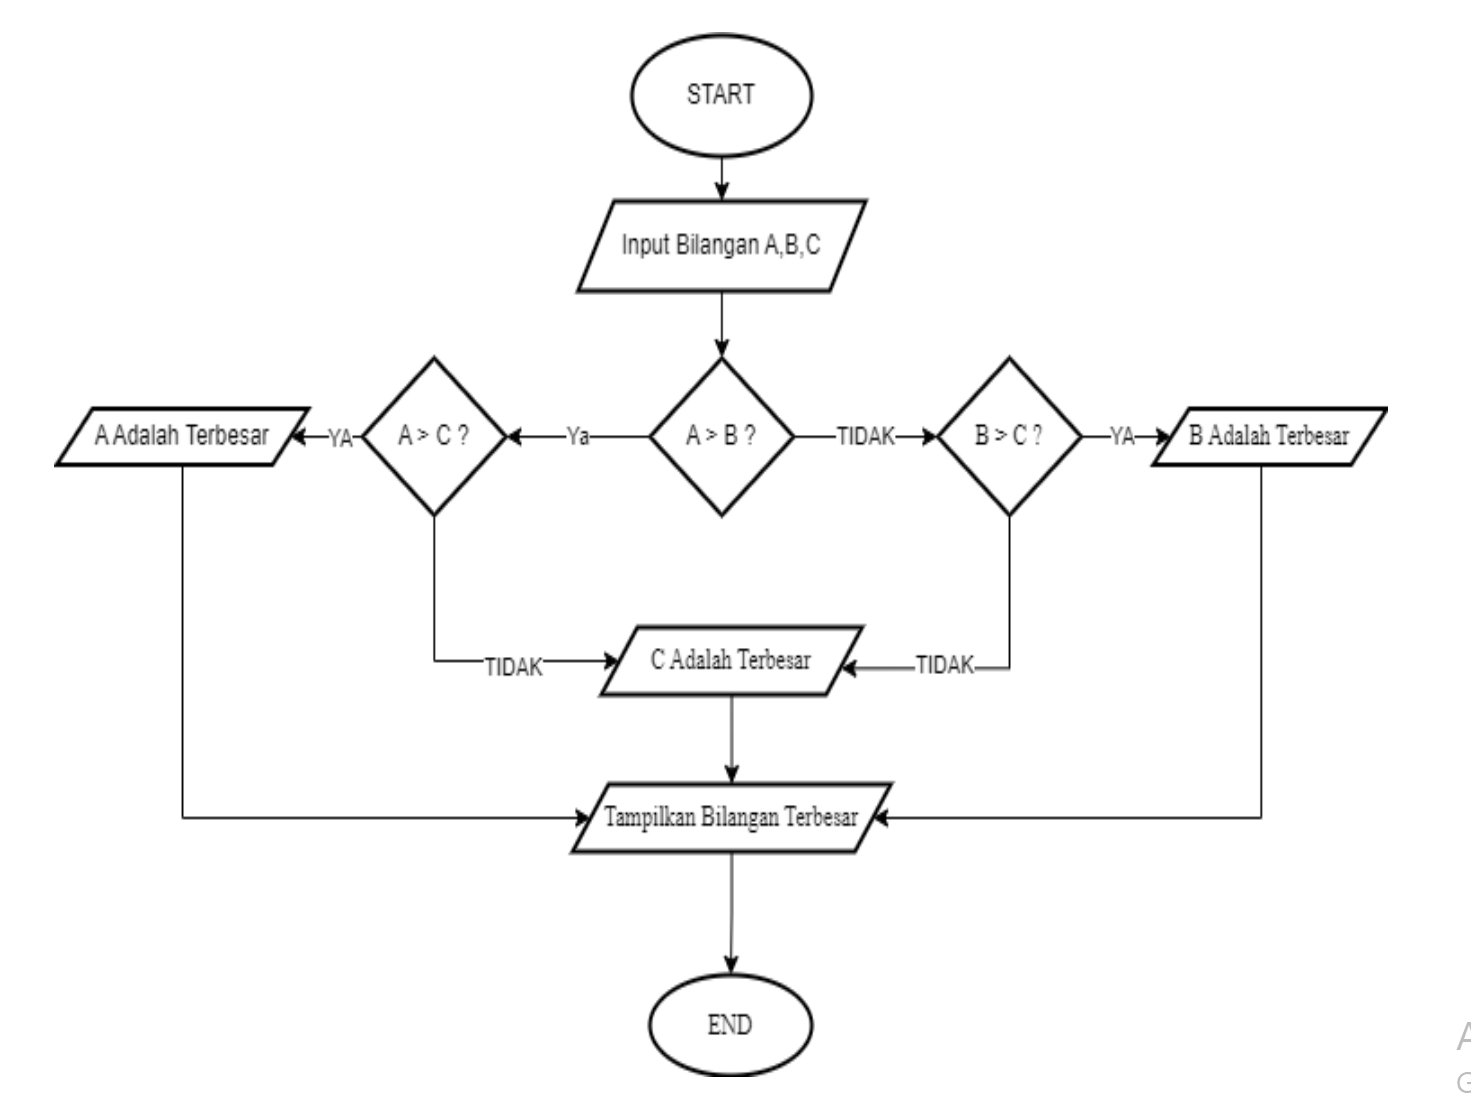 START
Input Bilangan A,B,C
A Adalah Terbesar
YA
A > C ?
Ya
A > B ?
TIDAK
B > C ?
YA
B Adalah Terbesar
TIDAK
C Adalah Terbesar
TIDAK
Tampilkan Bilangan Terbesar
END